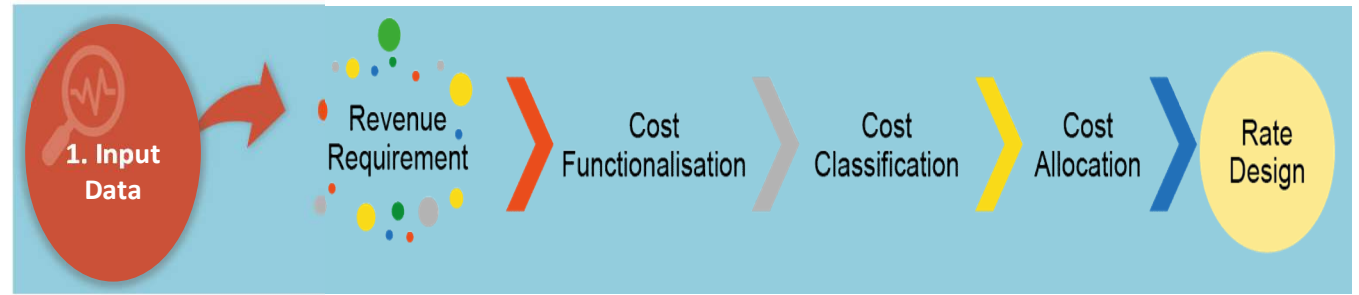 1. Input
Data
Revenue
Requirement
Cost
Functionalisation
Cost
Classification
Cost
Allocation
Rate
Design